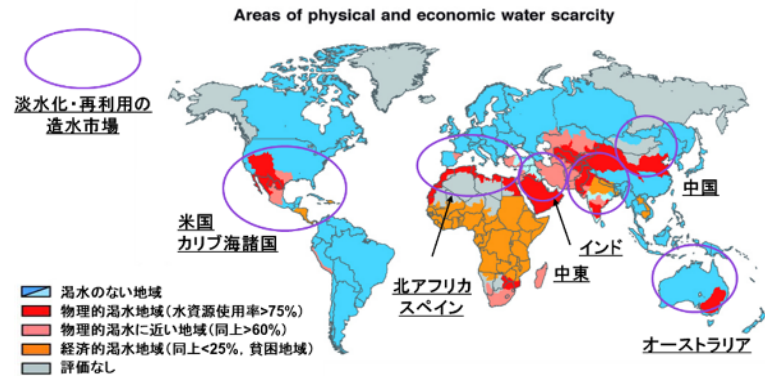 Areas of physical and economic water scarcity
淡水化・再利用の
造水市場
米国
カリブ海諸国
北アフリカ
スペイン
中東
インド
中国
オーストラリア
渇水のない地域
物理的渇水地域(水資源使用率>75%)
物理的渇水に近い地域(同上>60%)
経済的渇水地域(同上<25%, 貧困地域)
評価なし